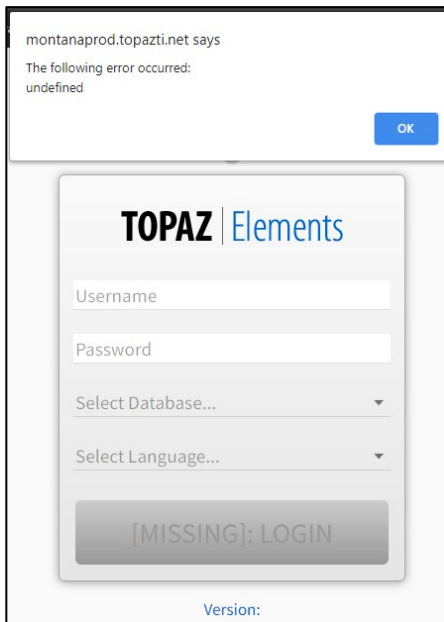 montanaprod.topazti.net says
The following error occurred:
undefined
OK
TOPAZ Elements
Username
Password
Select Database...
Select Language...
[MISSING]: LOGIN
Version: